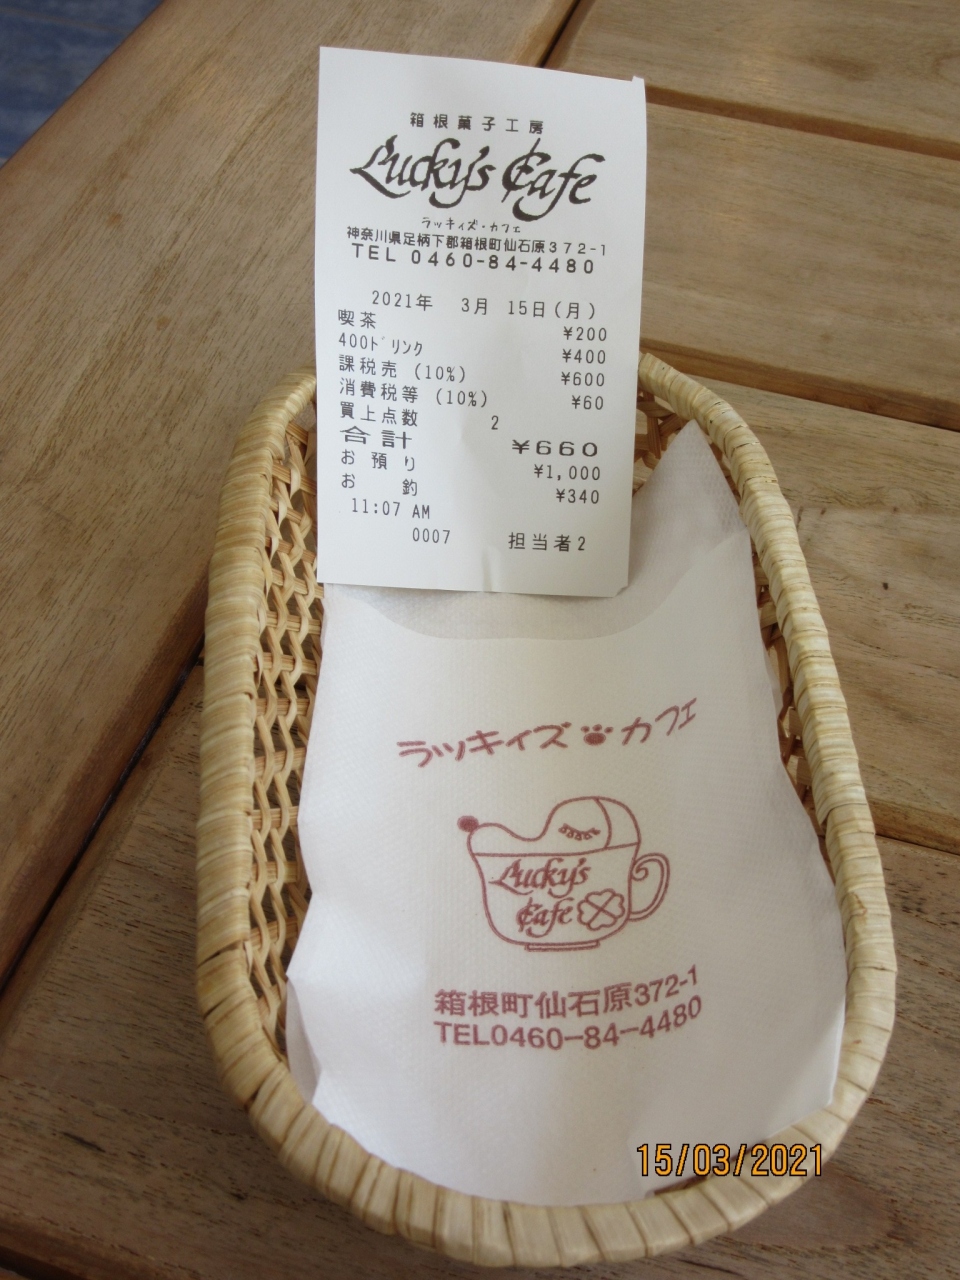 箱根菓子工房
Lucky's Cafe
ラッキィズ・カフェ
神奈川県足柄下郡箱根町仙石原372-1
TEL 0460-84-4480
2021年 3月 15日(月)
喫茶 ¥200
400ドリンク ¥400
課税売 (10%) ¥600
消費税等 (10%) ¥60
買上点数 2
合計 ¥660
お預り ¥1,000
お釣 ¥340
11:07 AM
0007 担当者2
ラッキィズ カフェ
Lucky's
Cafe
箱根町仙石原372-1
TEL0460-84-4480
15/03/2021